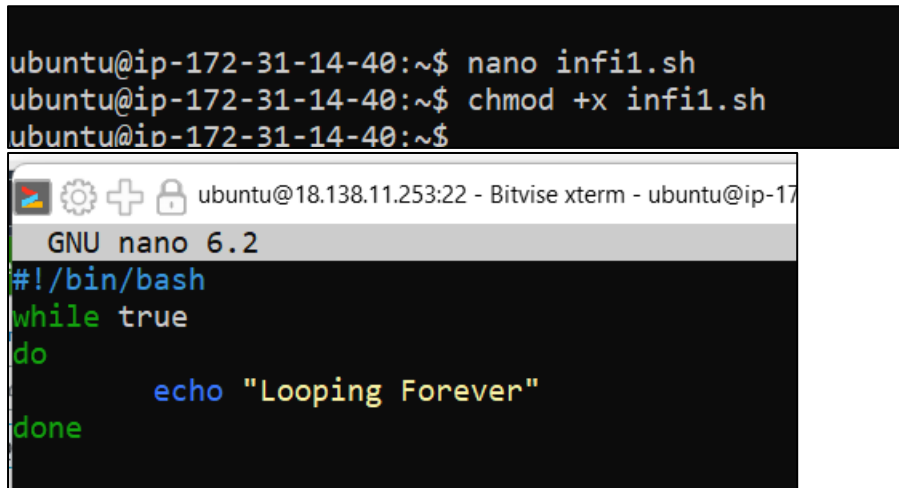 ubuntu@ip-172-31-14-40:~$ nano infi1.sh
ubuntu@ip-172-31-14-40:~$ chmod +x infi1.sh
ubuntu@ip-172-31-14-40:~$
ubuntu@18.138.11.253:22 - Bitvise xterm - ubuntu@ip-17
GNU nano 6.2
#!/bin/bash
while true
do
        echo "Looping Forever"
done